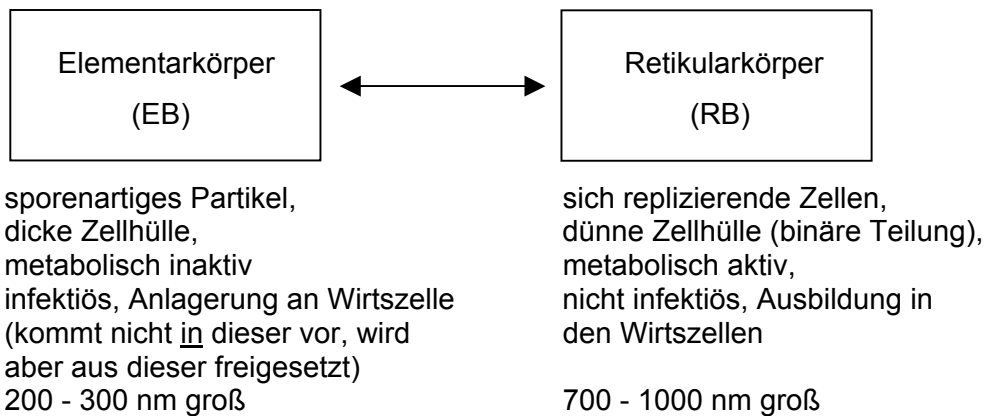 Elementarkörper
(EB)
Retikularkörper
(RB)
sporenartiges Partikel,
dicke Zellhülle,
metabolisch inaktiv
infektiös, Anlagerung an Wirtszelle
(kommt nicht in dieser vor, wird
aber aus dieser freigesetzt)
200 - 300 nm groß
sich replizierende Zellen,
dünne Zellhülle (binäre Teilung),
metabolisch aktiv,
nicht infektiös, Ausbildung in
den Wirtszellen
700 - 1000 nm groß